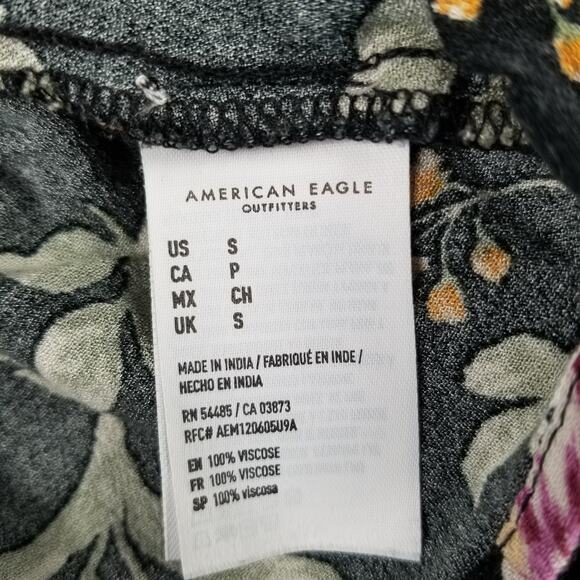 AMERICAN EAGLE
OUTFITTERS
US S
CA P
MX CH
UK S
MADE IN INDIA / FABRIQUÉ EN INDE /
HECHO EN INDIA
RN 54485 / CA 03873
RFC# AEM120605U9A
EN 100% VISCOSE
FR 100% VISCOSE
SP 100% viscosa